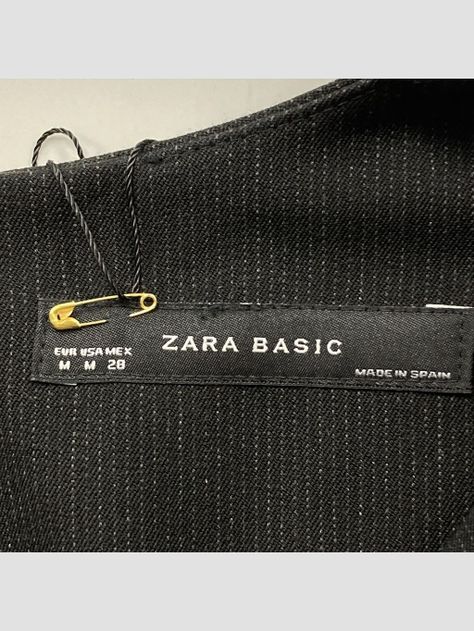 ZARA BASIC
EUR USA MEX
M M 28
MADE IN SPAIN